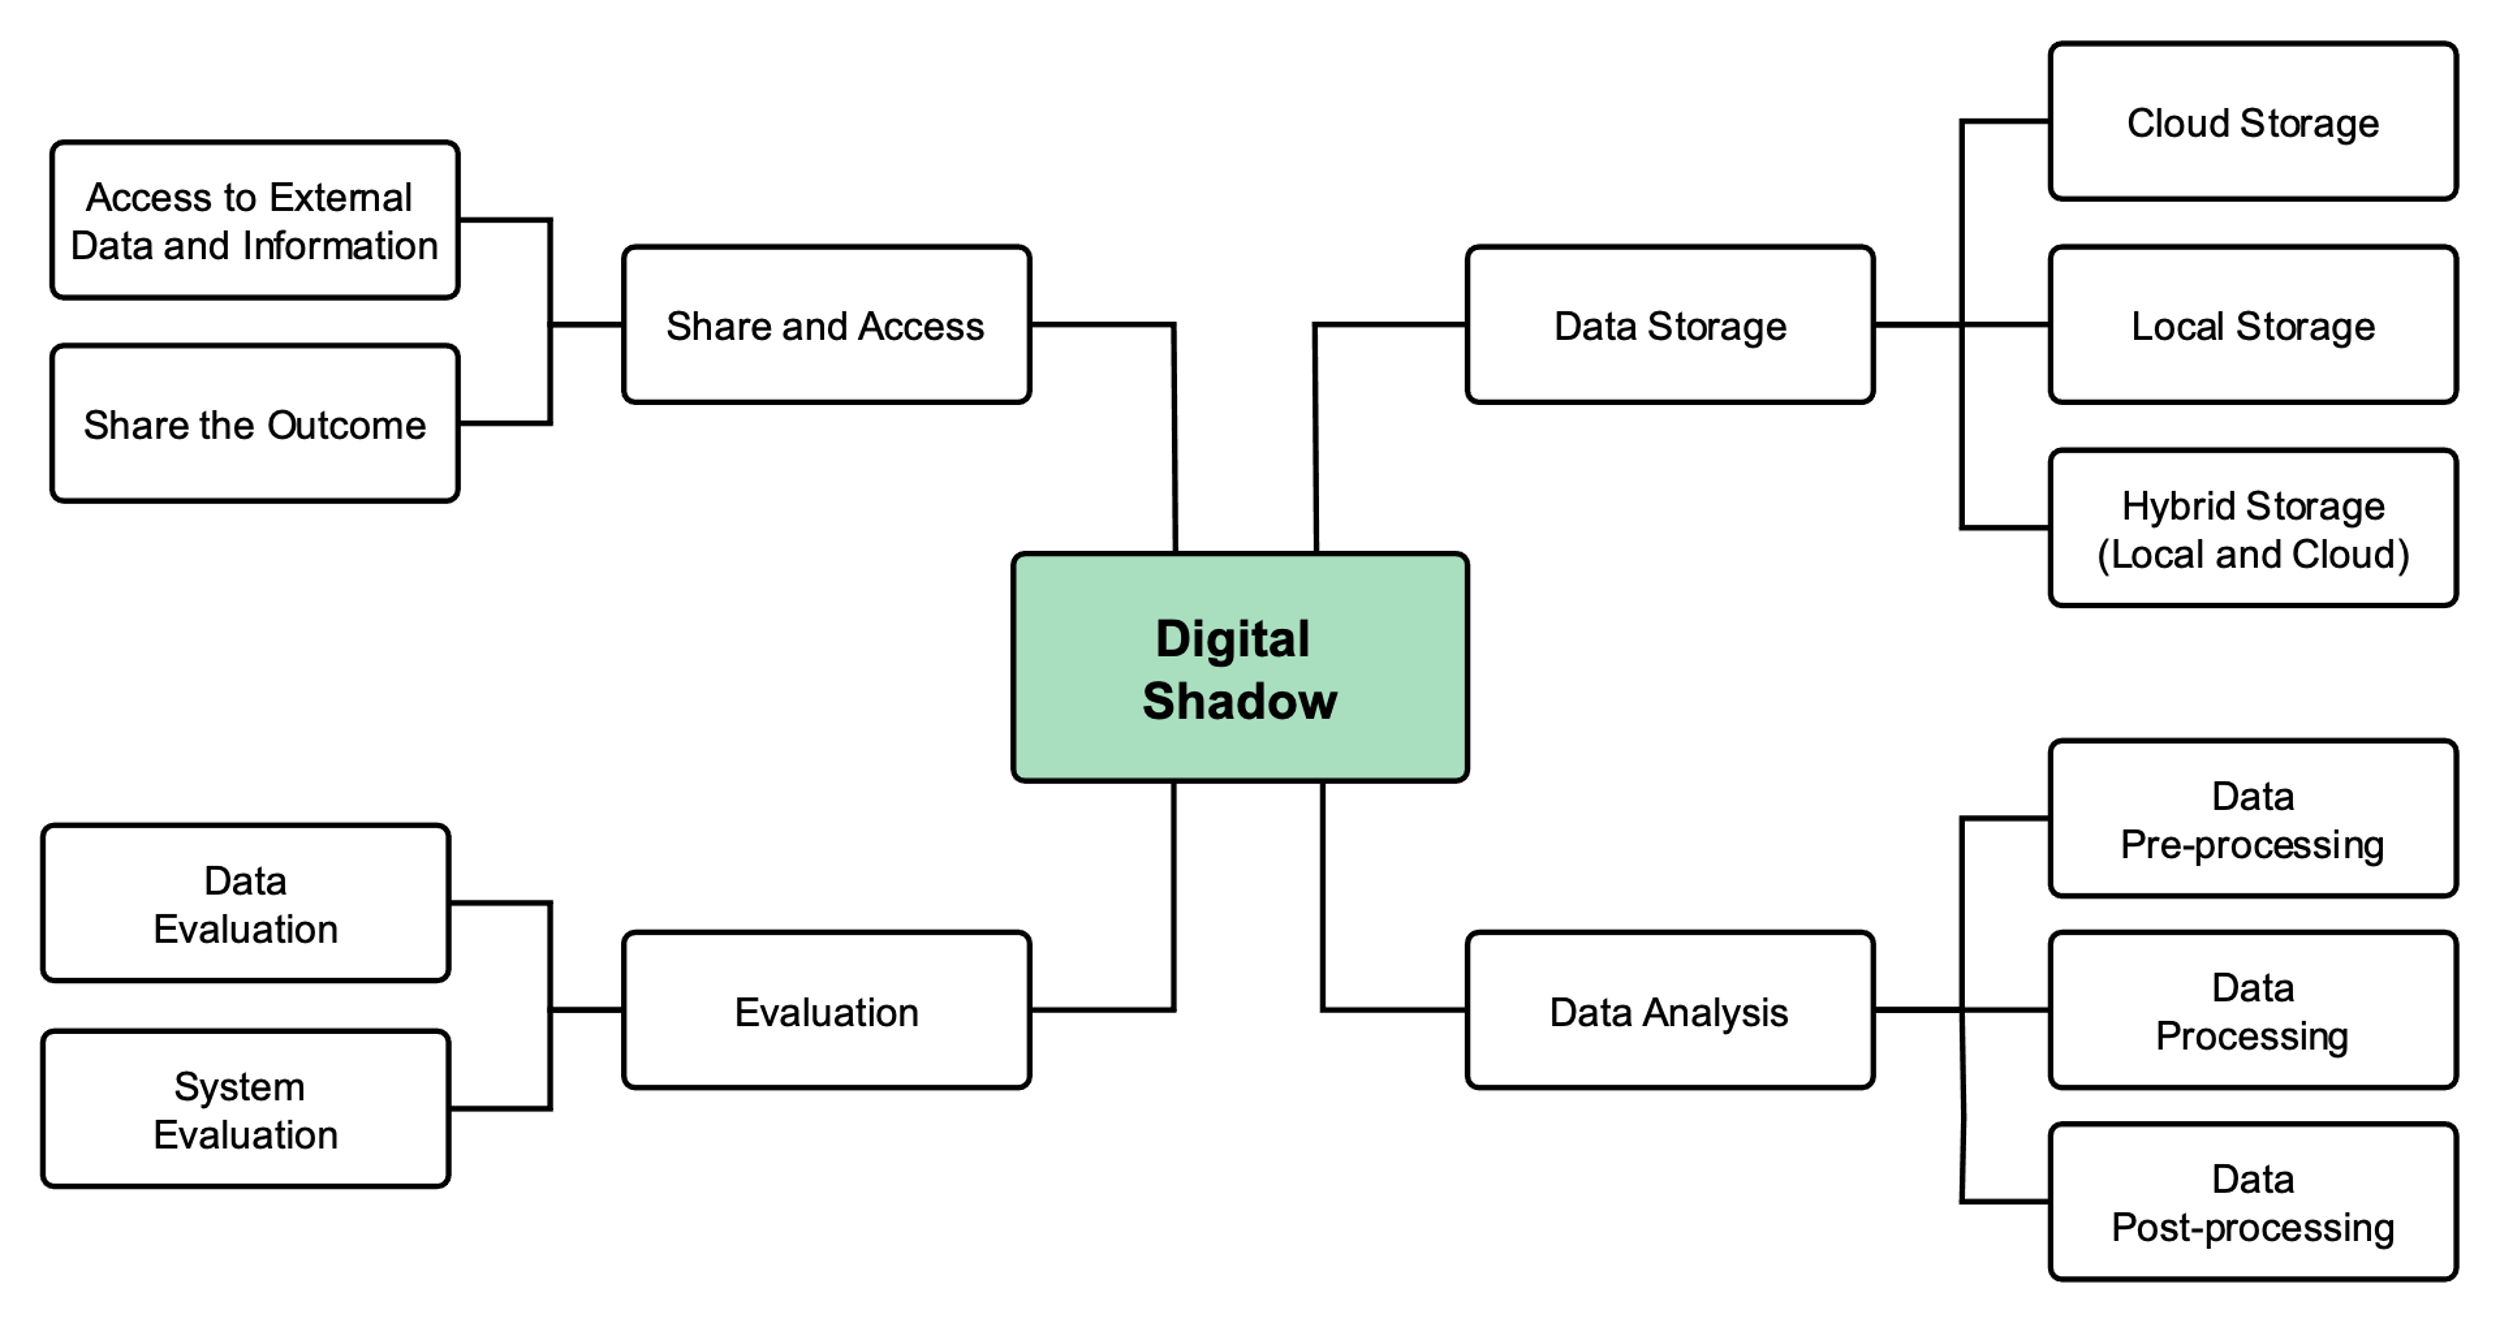 Cloud Storage
Access to External
Data and Information
Share and Access
Data Storage
Local Storage
Share the Outcome
Hybrid Storage
(Local and Cloud)
Digital
Shadow
Data
Pre-processing
Data
Evaluation
Evaluation
Data Analysis
Data
Processing
System
Evaluation
Data
Post-processing